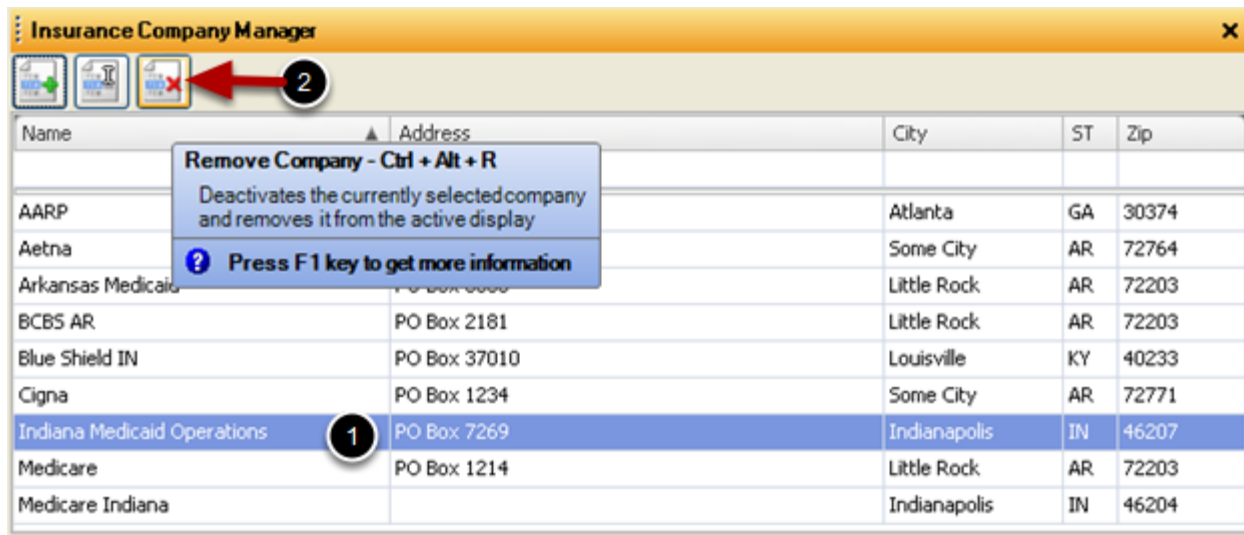 Insurance Company Manager
2
Name Address City ST Zip
Remove Company - Ctrl + Alt + R
Deactivates the currently selected company
and removes it from the active display
Press F1 key to get more information
AARP Atlanta GA 30374
Aetna Some City AR 72764
Arkansas Medicaid Little Rock AR 72203
BCBS AR PO Box 2181 Little Rock AR 72203
Blue Shield IN PO Box 37010 Louisville KY 40233
Cigna PO Box 1234 Some City AR 72771
Indiana Medicaid Operations 1 PO Box 7269 Indianapolis IN 46207
Medicare PO Box 1214 Little Rock AR 72203
Medicare Indiana Indianapolis IN 46204